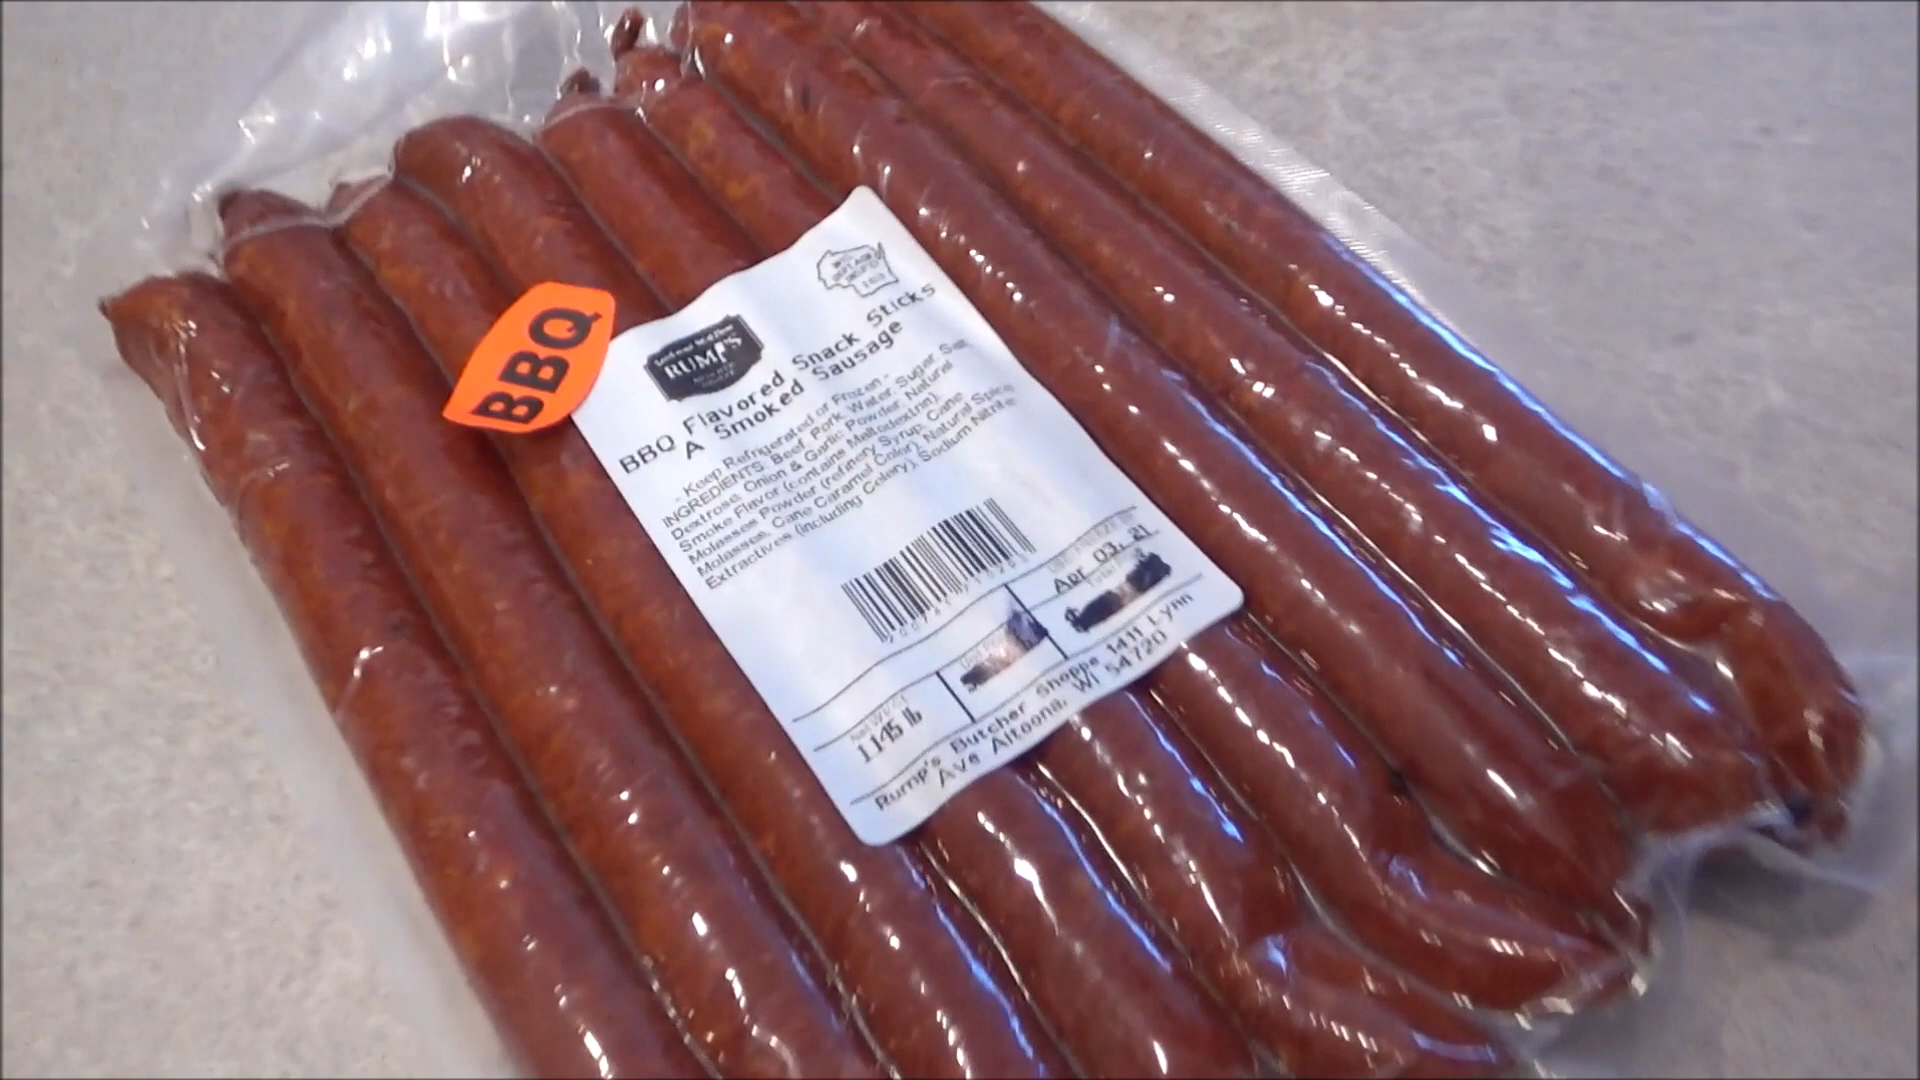 BBQ
RUMP'S
BBQ Flavored Snack Sticks
A Smoked Sausage
- Keep Refrigerated or Frozen -
INGREDIENTS: Beef, Pork, Water, Sugar, Salt,
Dextrose, Onion & Garlic Powder, Natural
Smoke Flavor (contains Maltodextrin),
Molasses Powder (refinery Syrup, Cane
Molasses, Cane Caramel Color), Natural Spice
Extractives (including Celery), Sodium Nitrite
Apr 03, 21
Net Wt
1.145 lb
Rump's Butcher Shoppe 1411 Lynn
Ave Altoona, WI 54720